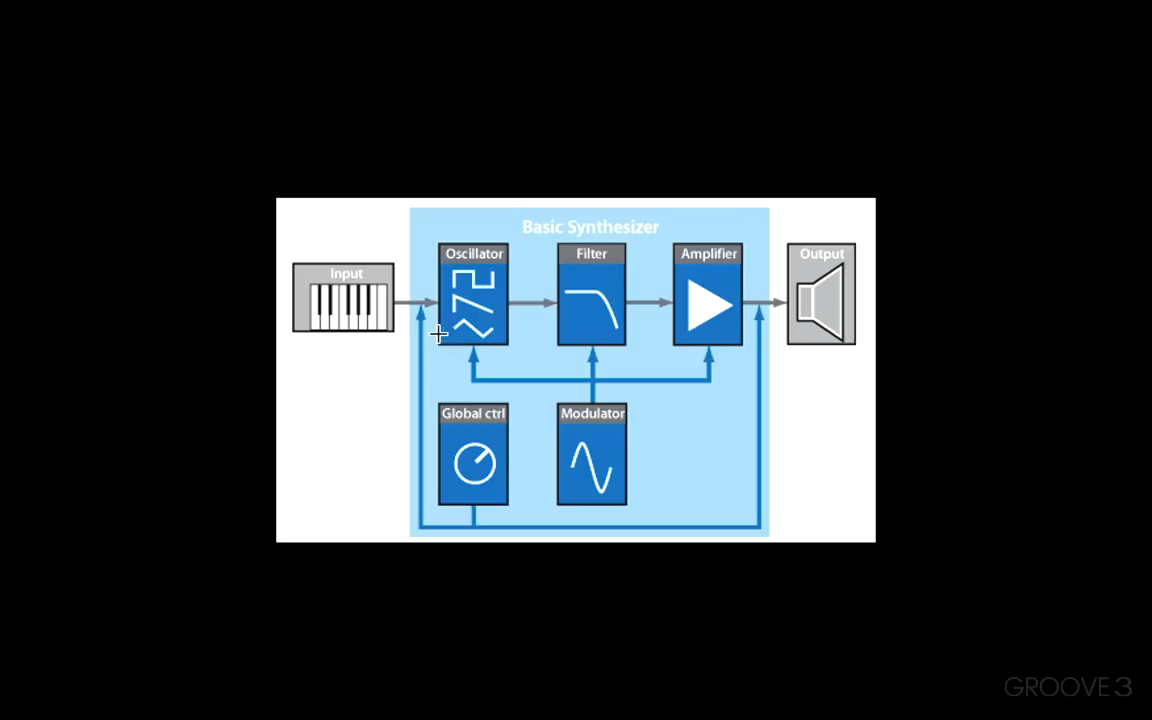 Basic Synthesizer
Input
Oscillator
Filter
Amplifier
Output
Global ctrl
Modulator
GROOVE3